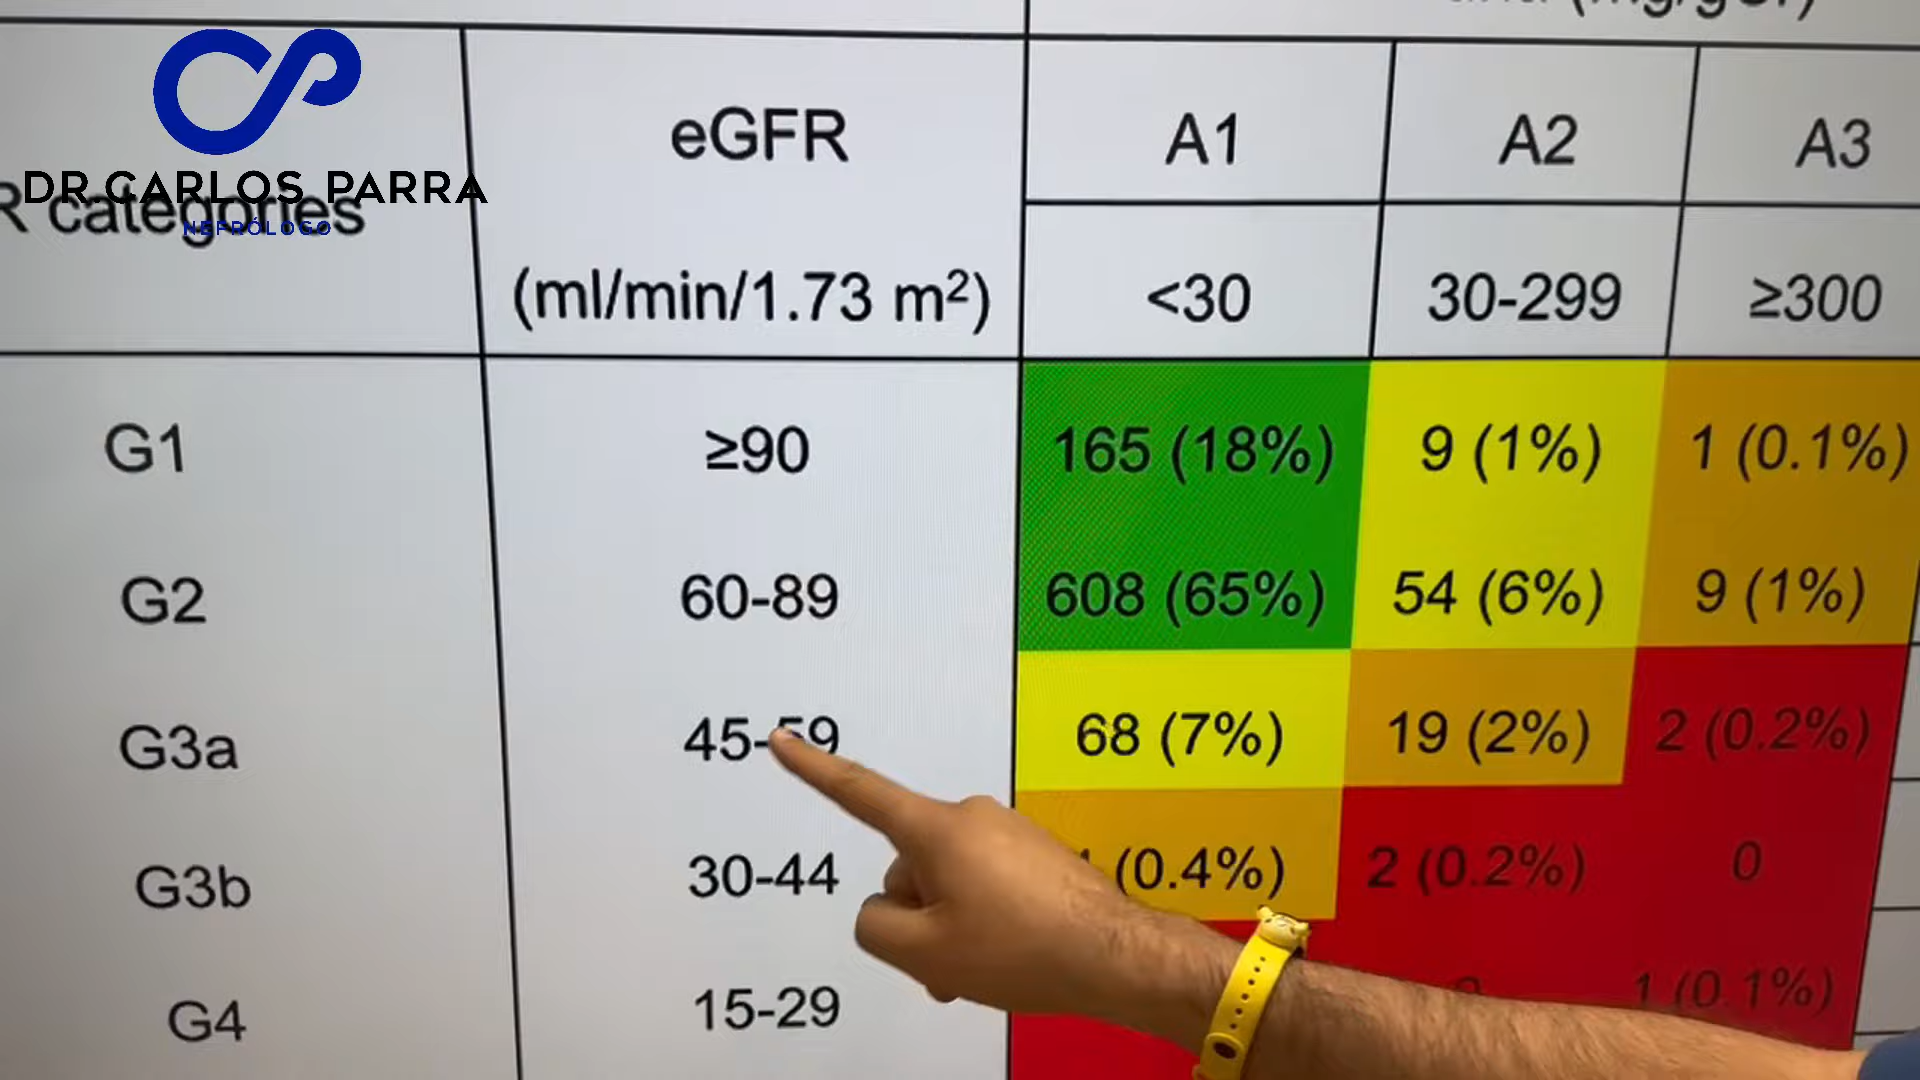 DR.CARLOS PARRA
NEFRÓLOGO
categories
eGFR
(ml/min/1.73 m²)
A1
A2
A3
<30
30-299
≥300
G1
≥90
165 (18%)
9 (1%)
1 (0.1%)
G2
60-89
608 (65%)
54 (6%)
9 (1%)
G3a
45-59
68 (7%)
19 (2%)
2 (0.2%)
G3b
30-44
(0.4%)
2 (0.2%)
0
G4
15-29
1 (0.1%)